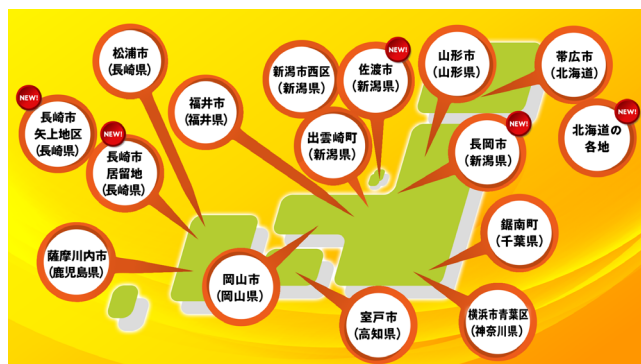 松浦市
(長崎県)
NEW!
長崎市
矢上地区
(長崎県)
NEW!
長崎市
居留地
(長崎県)
福井市
(福井県)
新潟市西区
(新潟県)
NEW!
佐渡市
(新潟県)
出雲崎町
(新潟県)
山形市
(山形県)
帯広市
(北海道)
NEW!
北海道の
各地
NEW!
長岡市
(新潟県)
薩摩川内市
(鹿児島県)
岡山市
(岡山県)
室戸市
(高知県)
鋸南町
(千葉県)
横浜市青葉区
(神奈川県)